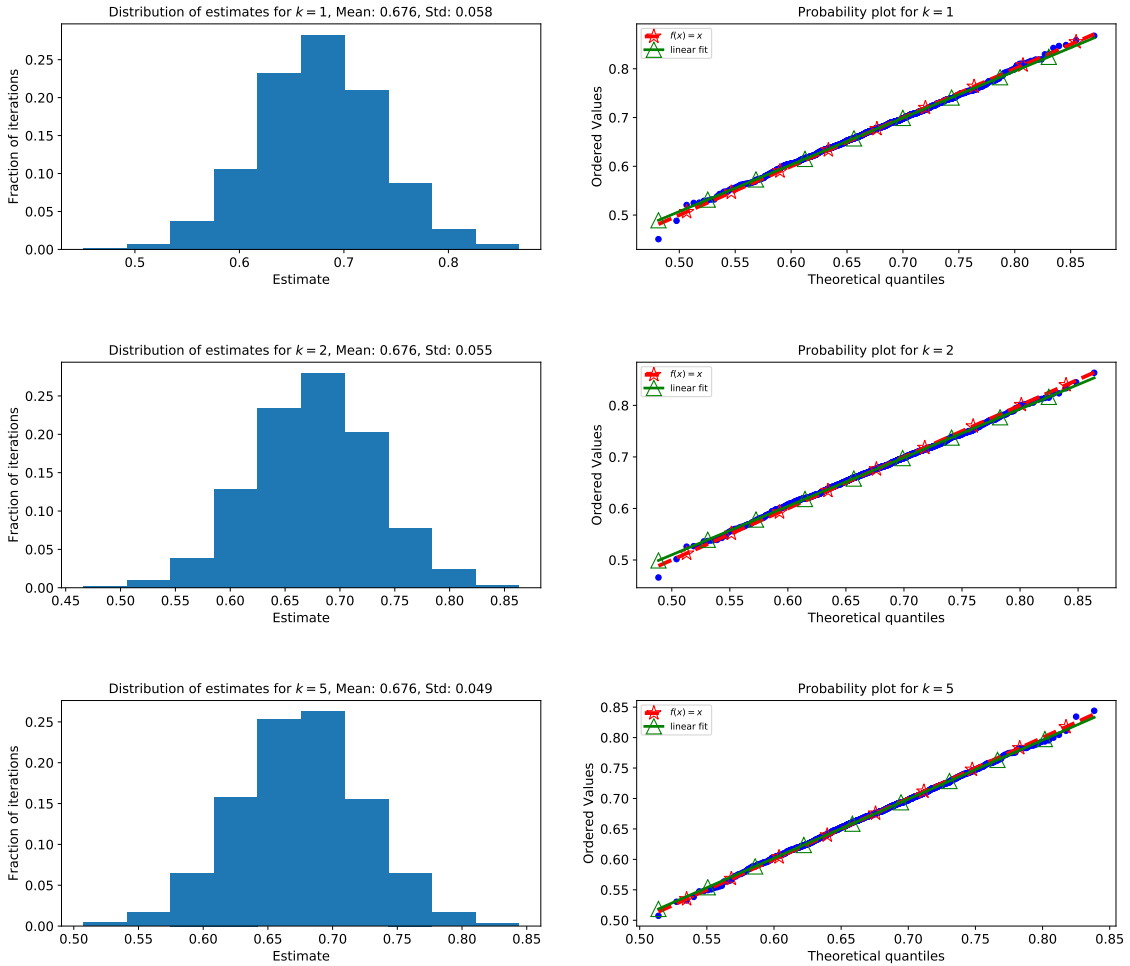 Distribution of estimates for k = 1, Mean: 0.676, Std: 0.058
Fraction of iterations
0.25
0.20
0.15
0.10
0.05
0.00
0.5 0.6 0.7 0.8
Estimate
Probability plot for k = 1
Ordered Values
0.8
0.7
0.6
0.5
f(x) = x
linear fit
0.50 0.55 0.60 0.65 0.70 0.75 0.80 0.85
Theoretical quantiles
Distribution of estimates for k = 2, Mean: 0.676, Std: 0.055
Fraction of iterations
0.25
0.20
0.15
0.10
0.05
0.00
0.45 0.50 0.55 0.60 0.65 0.70 0.75 0.80 0.85
Estimate
Probability plot for k = 2
Ordered Values
0.8
0.7
0.6
0.5
f(x) = x
linear fit
0.50 0.55 0.60 0.65 0.70 0.75 0.80 0.85
Theoretical quantiles
Distribution of estimates for k = 5, Mean: 0.676, Std: 0.049
Fraction of iterations
0.25
0.20
0.15
0.10
0.05
0.00
0.50 0.55 0.60 0.65 0.70 0.75 0.80 0.85
Estimate
Probability plot for k = 5
Ordered Values
0.85
0.80
0.75
0.70
0.65
0.60
0.55
0.50
f(x) = x
linear fit
0.50 0.55 0.60 0.65 0.70 0.75 0.80 0.85
Theoretical quantiles